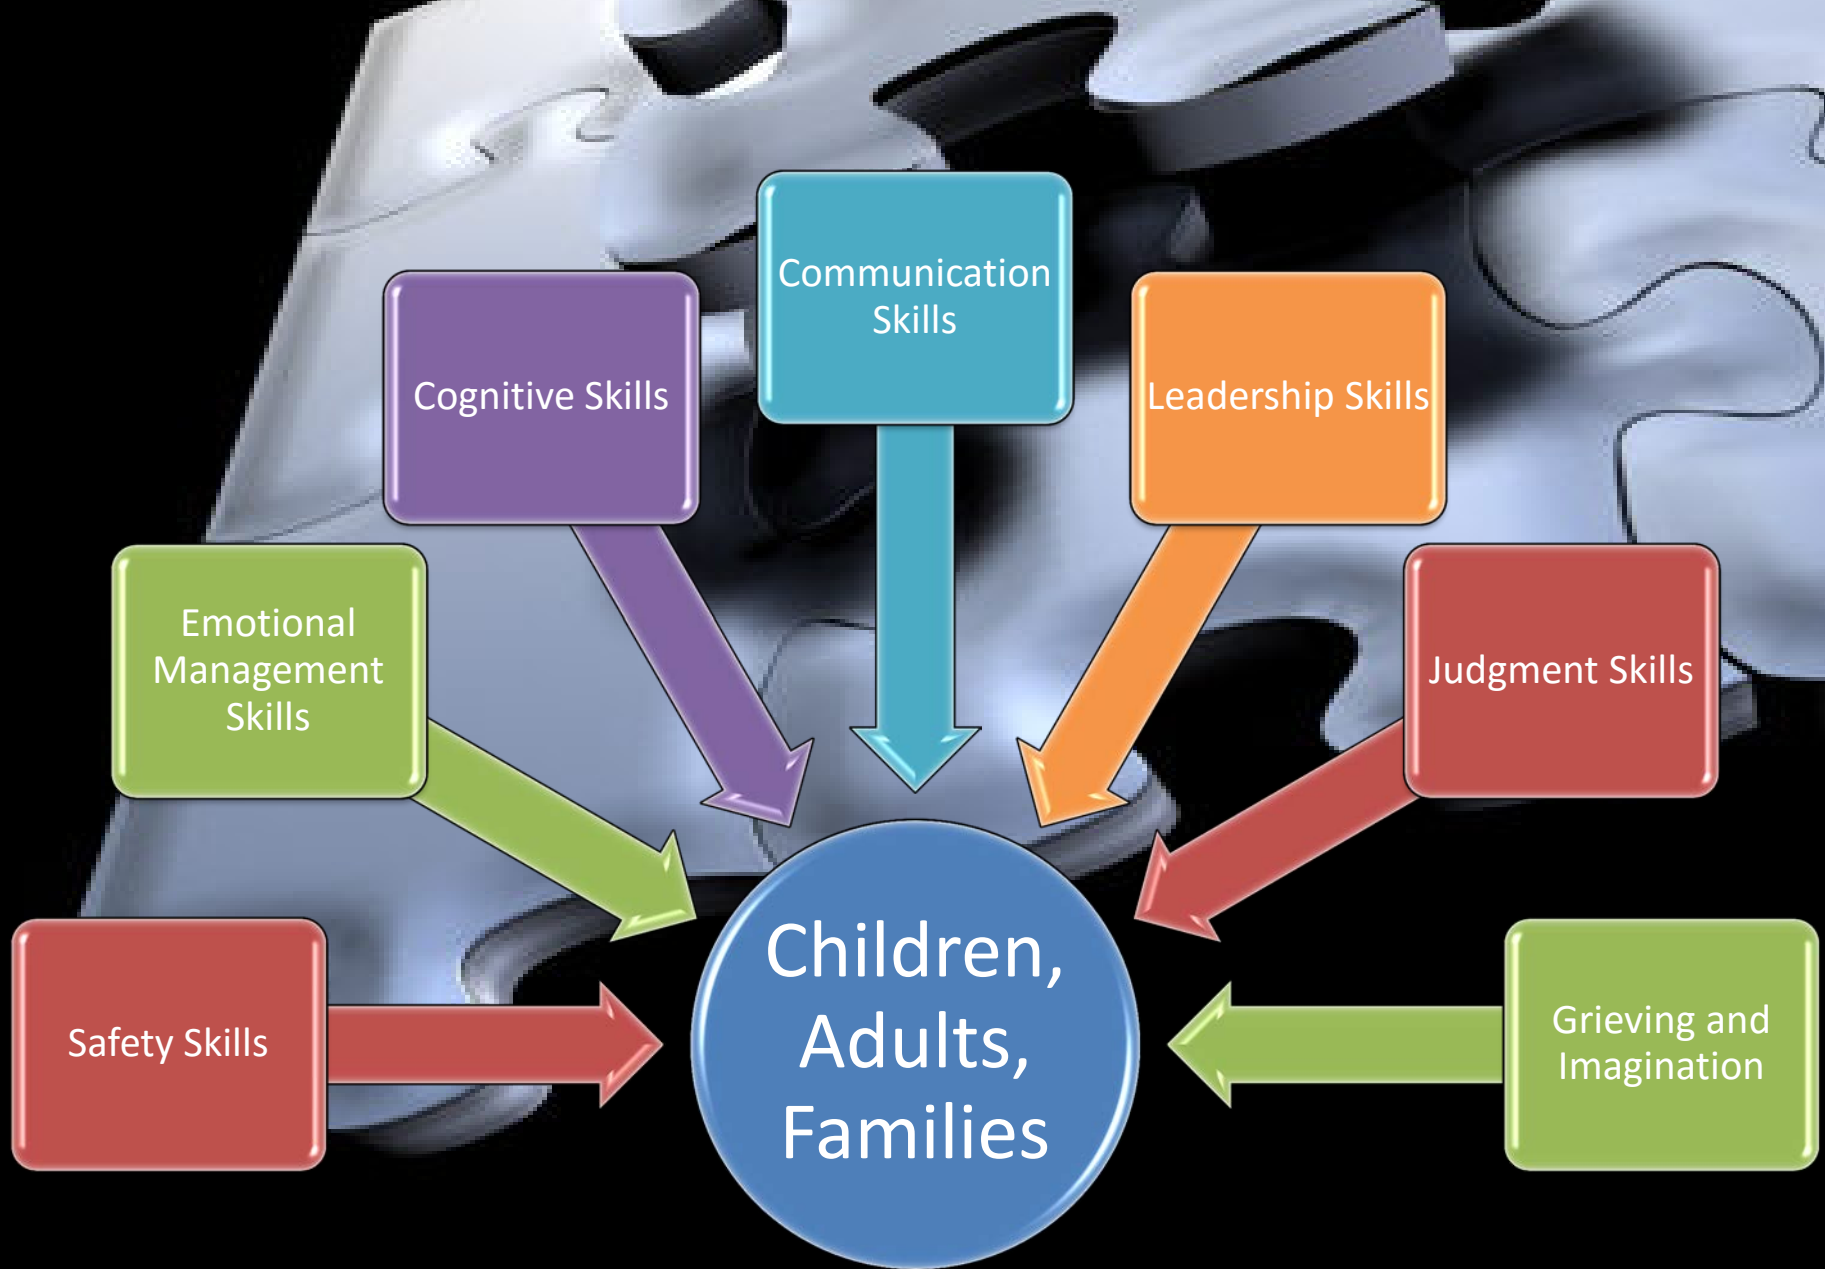 Communication
Skills
Cognitive Skills
Leadership Skills
Emotional
Management
Skills
Judgment Skills
Safety Skills
Children,
Adults,
Families
Grieving and
Imagination